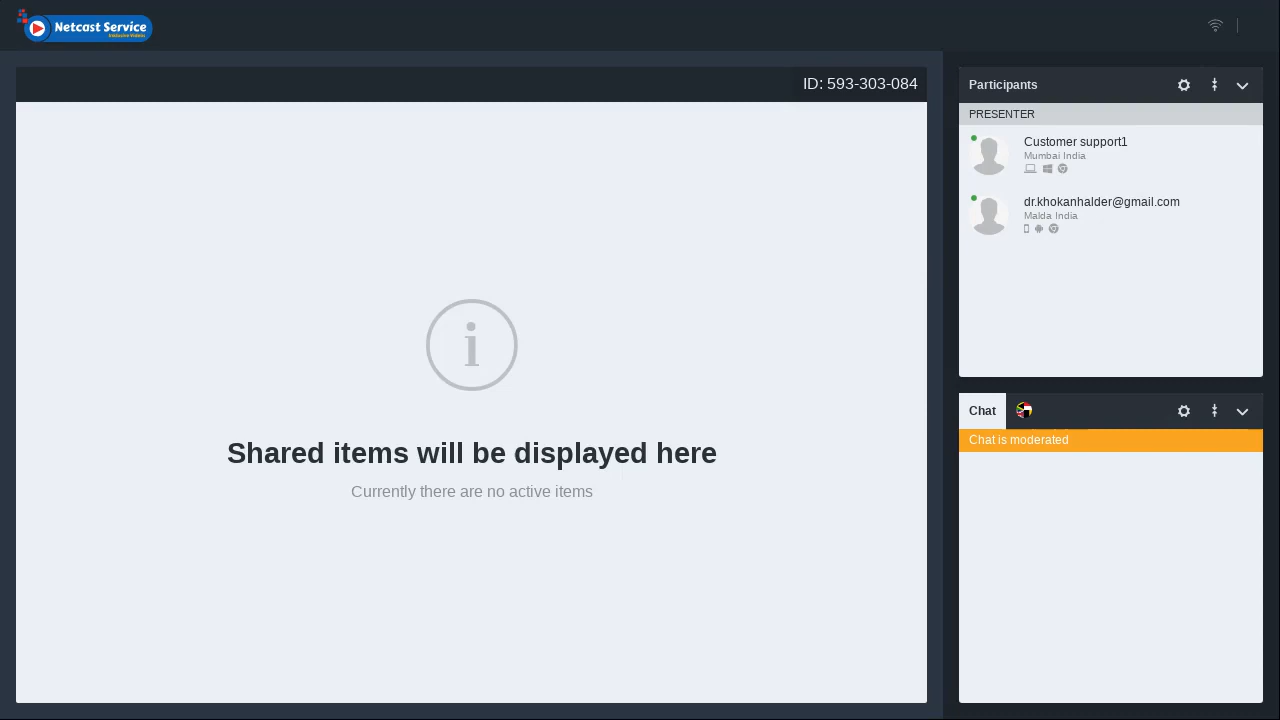 Netcast Service
ID: 593-303-084
Shared items will be displayed here
Currently there are no active items
Participants
PRESENTER
Customer support1
Mumbai India
dr.khokanhalder@gmail.com
Malda India
Chat
Chat is moderated